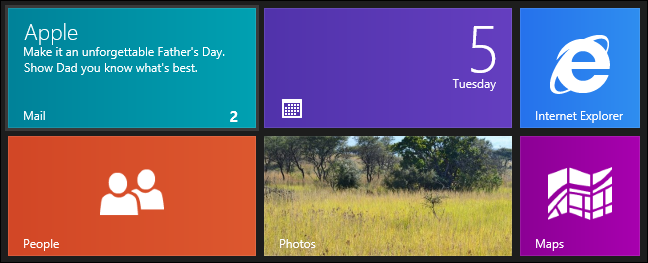 Apple
Make it an unforgettable Father's Day.
Show Dad you know what's best.
Mail
2
5
Tuesday
Internet Explorer
People
Photos
Maps